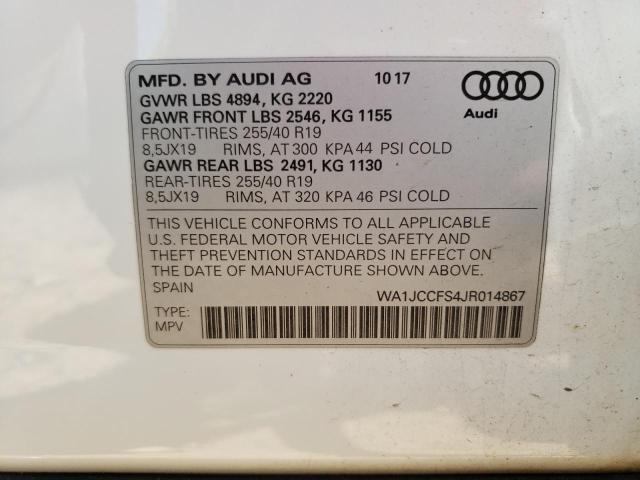 MFD. BY AUDI AG 10 17
GVWR LBS 4894, KG 2220
GAWR FRONT LBS 2546, KG 1155
FRONT-TIRES 255/40 R19
8,5JX19 RIMS, AT 300 KPA 44 PSI COLD
GAWR REAR LBS 2491, KG 1130
REAR-TIRES 255/40 R19
8,5JX19 RIMS, AT 320 KPA 46 PSI COLD
Audi
THIS VEHICLE CONFORMS TO ALL APPLICABLE
U.S. FEDERAL MOTOR VEHICLE SAFETY AND
THEFT PREVENTION STANDARDS IN EFFECT ON
THE DATE OF MANUFACTURE SHOWN ABOVE.
SPAIN WA1JCCFS4JR014867
TYPE:
MPV